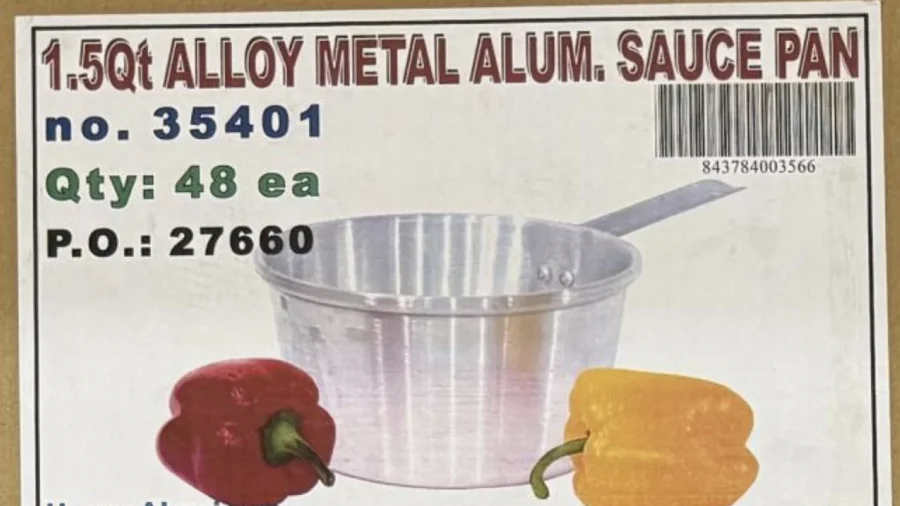 1.5Qt ALLOY METAL ALUM. SAUCE PAN
no. 35401
843784003566
Qty: 48 ea
P.O.: 27660